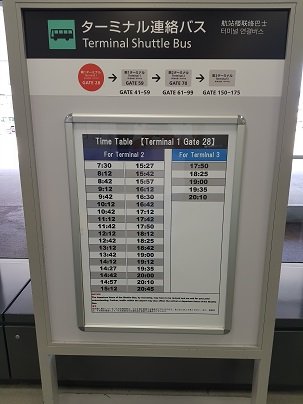 ターミナル連絡バス
Terminal Shuttle Bus
航站楼联络巴士
터미널 연결버스
GATE 28
GATE 41~59
GATE 61~99
GATE 150~175
Time Table 【Terminal 1 Gate 28】
For Terminal 2 For Terminal 3
7:30 15:27 17:50
8:12 15:42 18:25
8:42 15:57 19:00
9:12 16:12 19:35
9:42 16:30 20:10
10:12 16:42
10:42 17:12
11:12 17:42
11:42 17:50
12:12 18:12
12:42 18:25
13:12 18:42
13:42 19:00
14:12 19:12
14:27 19:35
14:42 20:00
14:57 20:10
15:12 20:45